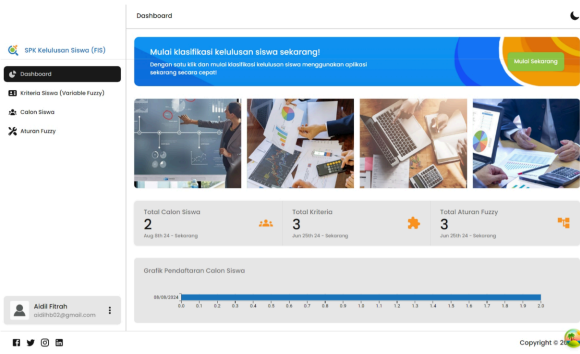 Dashboard
SPK Kelulusan Siswa (FIS)
Dashboard
Kriteria Siswa (Variable Fuzzy)
Calon Siswa
Aturan Fuzzy
Mulai klasifikasi kelulusan siswa sekarang!
Dengan satu klik dan mulai klasifikasi kelulusan siswa menggunakan aplikasi
sekarang secara cepat!
Mulai Sekarang
Total Calon Siswa
2
Aug 8th 24 - Sekarang
Total Kriteria
3
Jun 25th 24 - Sekarang
Total Aturan Fuzzy
3
Jun 25th 24 - Sekarang
Grafik Pendaftaran Calon Siswa
08/08/2024
0.0 0.1 0.2 0.3 0.4 0.5 0.6 0.7 0.8 0.9 1.0 1.1 1.2 1.3 1.4 1.5 1.6 1.7 1.8 1.9 2.0
Aidil Fitrah
aidilhb02@gmail.com
Copyright ©